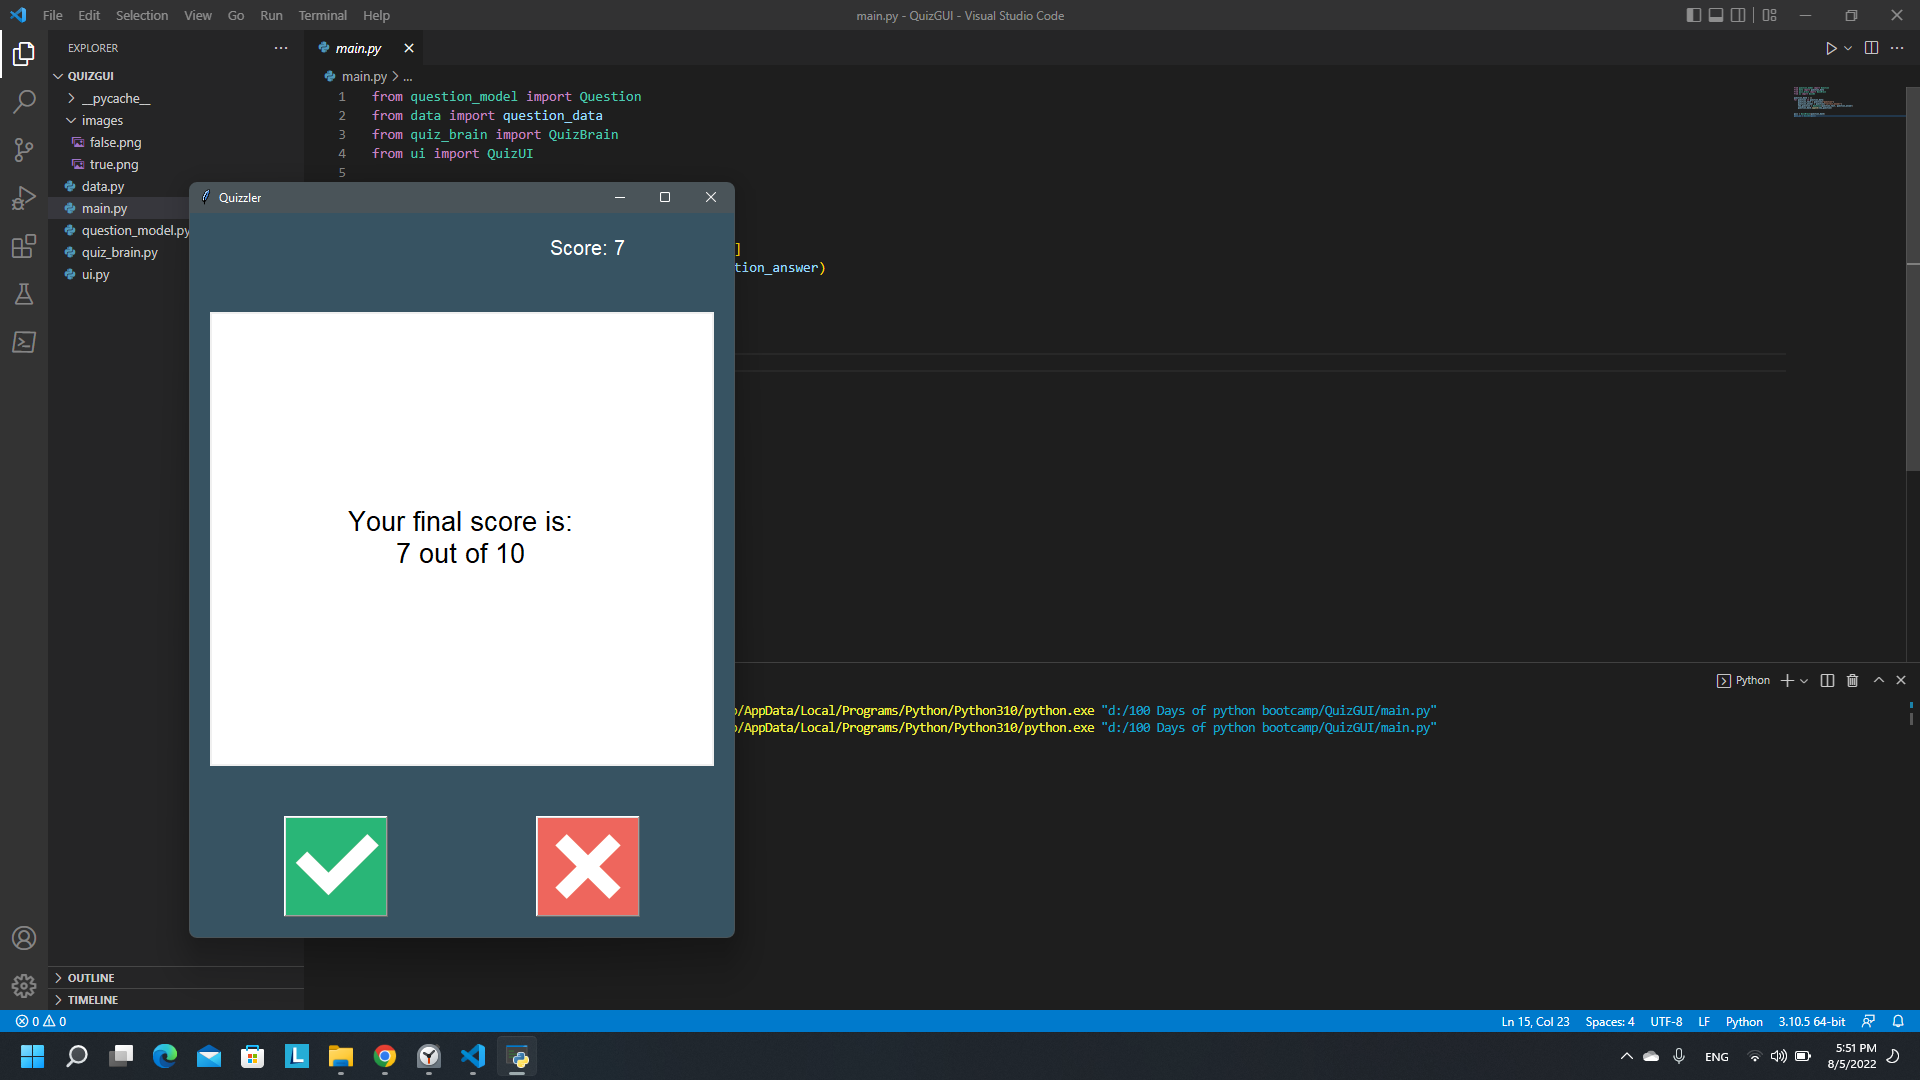 File Edit Selection View Go Run Terminal Help
main.py - QuizGUI - Visual Studio Code
EXPLORER
QUIZGUI
__pycache__
images
false.png
true.png
data.py
main.py
question_model.py
quiz_brain.py
ui.py
OUTLINE
TIMELINE
main.py
main.py > ...
1 from question_model import Question
2 from data import question_data
3 from quiz_brain import QuizBrain
4 from ui import QuizUI
5
]
tion_answer)
Quizzler
Score: 7
Your final score is:
7 out of 10
Python
/AppData/Local/Programs/Python/Python310/python.exe "d:/100 Days of python bootcamp/QuizGUI/main.py"
/AppData/Local/Programs/Python/Python310/python.exe "d:/100 Days of python bootcamp/QuizGUI/main.py"
0 0
Ln 15, Col 23 Spaces: 4 UTF-8 LF Python 3.10.5 64-bit
L
ENG
5:51 PM
8/5/2022